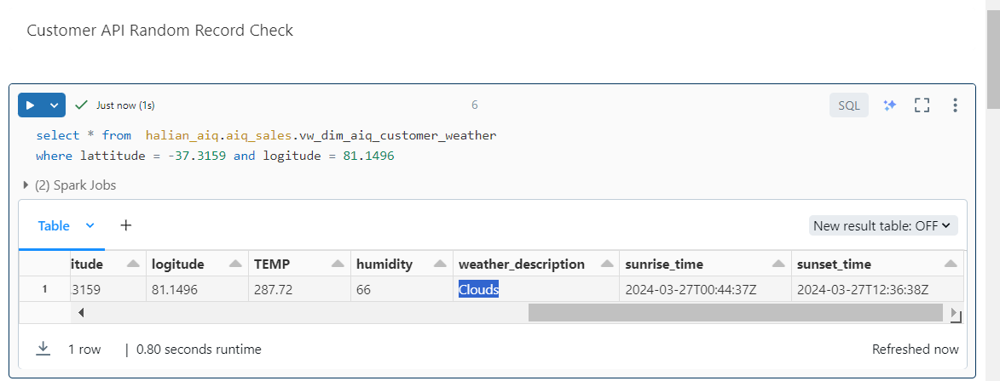 Customer API Random Record Check
Just now (1s)
6
SQL
select * from  halian_aiq.aiq_sales.vw_dim_aiq_customer_weather
where lattitude = -37.3159 and logitude = 81.1496
(2) Spark Jobs
Table
+
New result table: OFF
itude logitude TEMP humidity weather_description sunrise_time sunset_time
1 .3159 81.1496 287.72 66 Clouds 2024-03-27T00:44:37Z 2024-03-27T12:36:38Z
1 row | 0.80 seconds runtime
Refreshed now